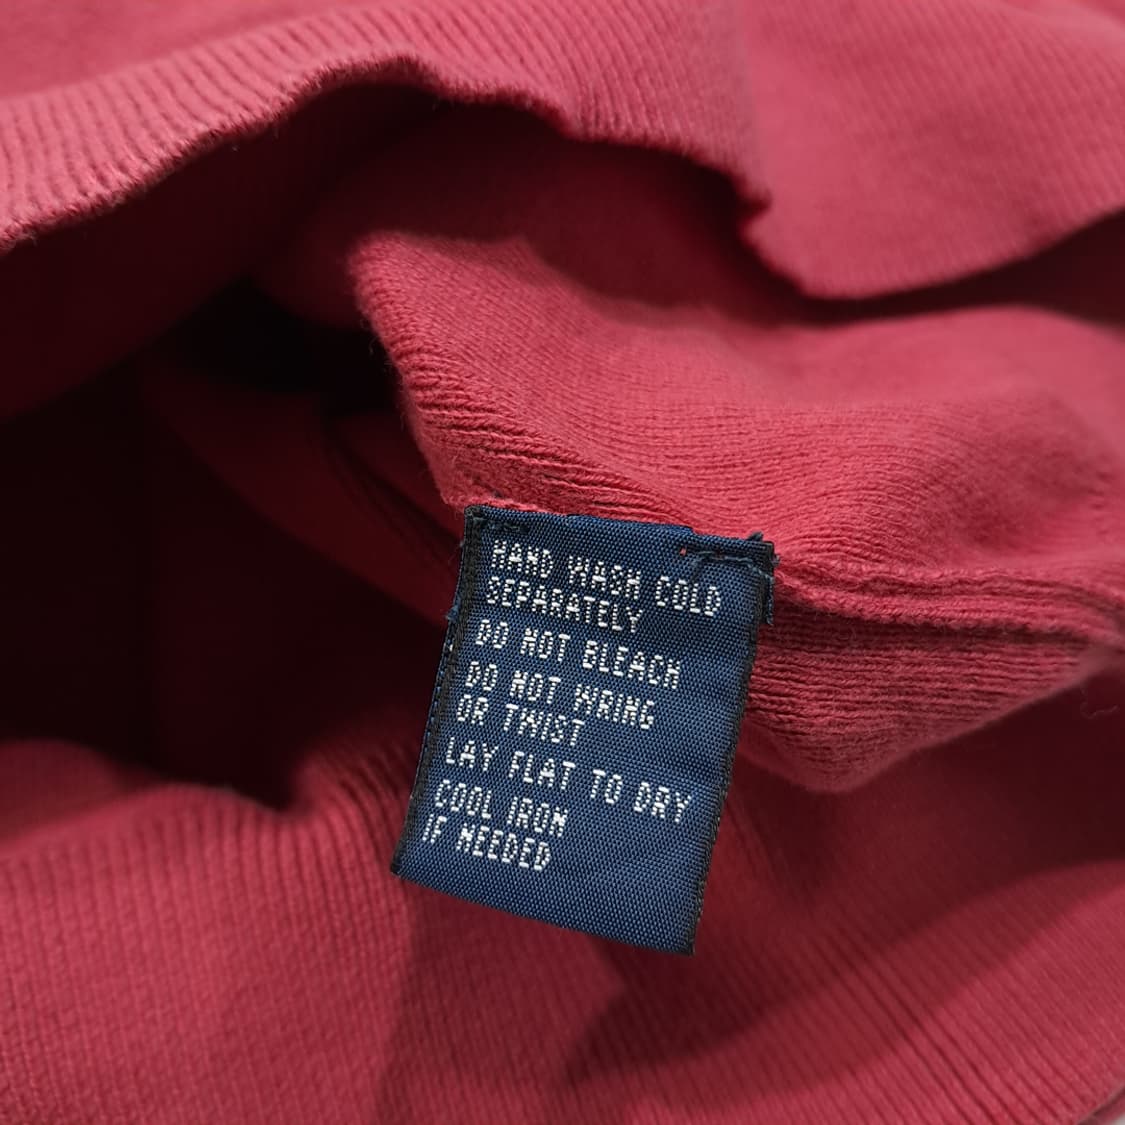 HAND WASH COLD
SEPARATELY
DO NOT BLEACH
DO NOT WRING
OR TWIST
LAY FLAT TO DRY
COOL IRON
IF NEEDED